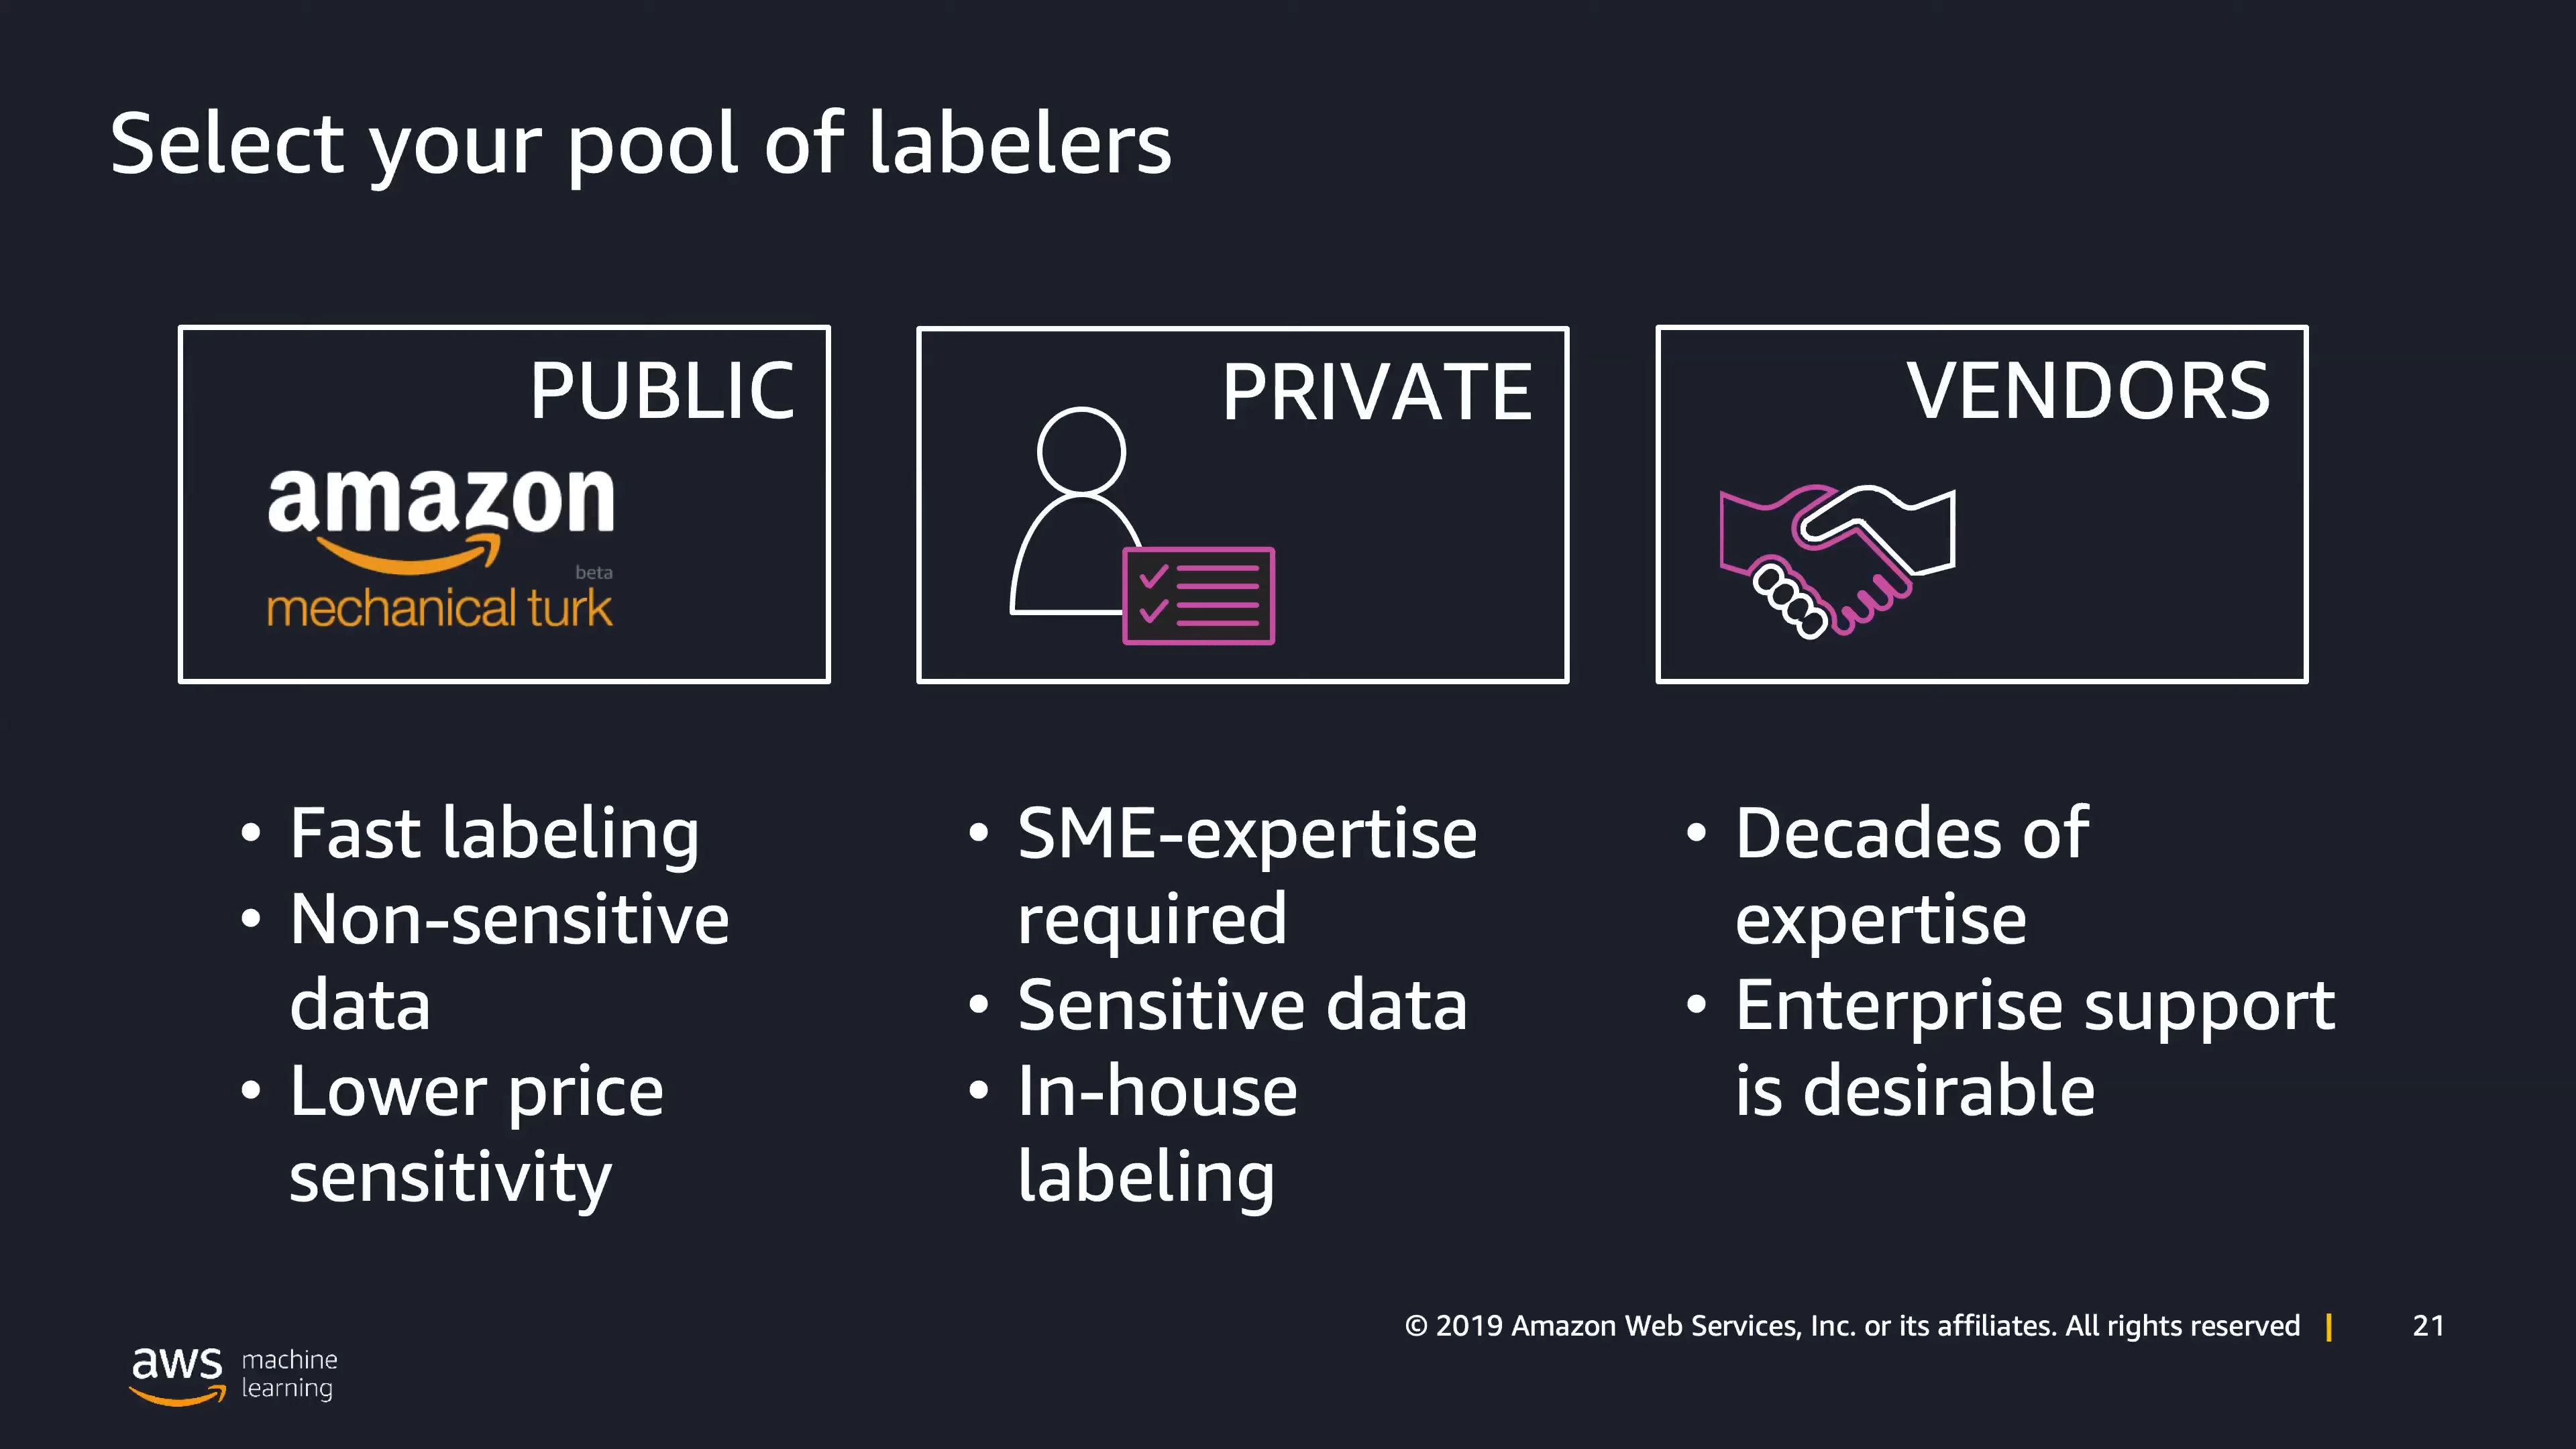 Select your pool of labelers
PUBLIC
amazon
beta
mechanical turk
PRIVATE
VENDORS
• Fast labeling
• Non-sensitive
data
• Lower price
sensitivity
• SME-expertise
required
• Sensitive data
• In-house
labeling
• Decades of
expertise
• Enterprise support
is desirable
© 2019 Amazon Web Services, Inc. or its affiliates. All rights reserved | 21
aws machine
learning